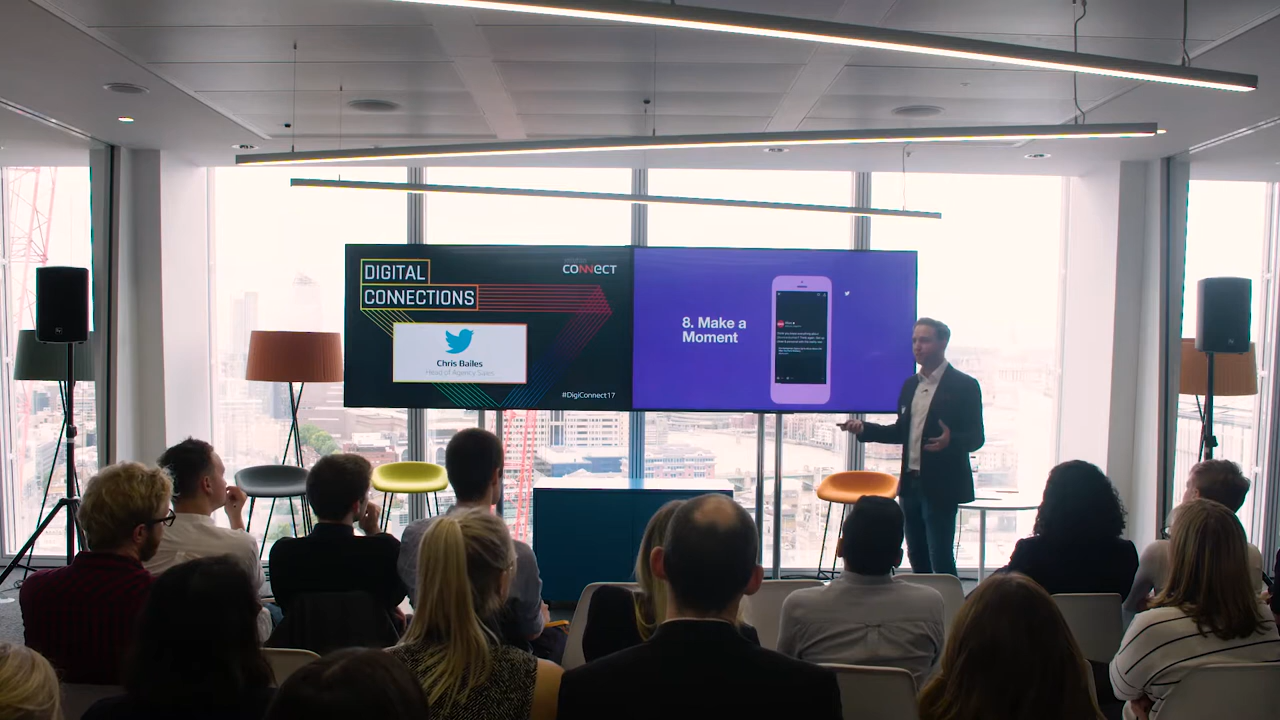 DIGITAL
CONNECTIONS
CONNECT
Chris Bailes
Head of Agency Sales
#DigiConnect17
8. Make a
Moment